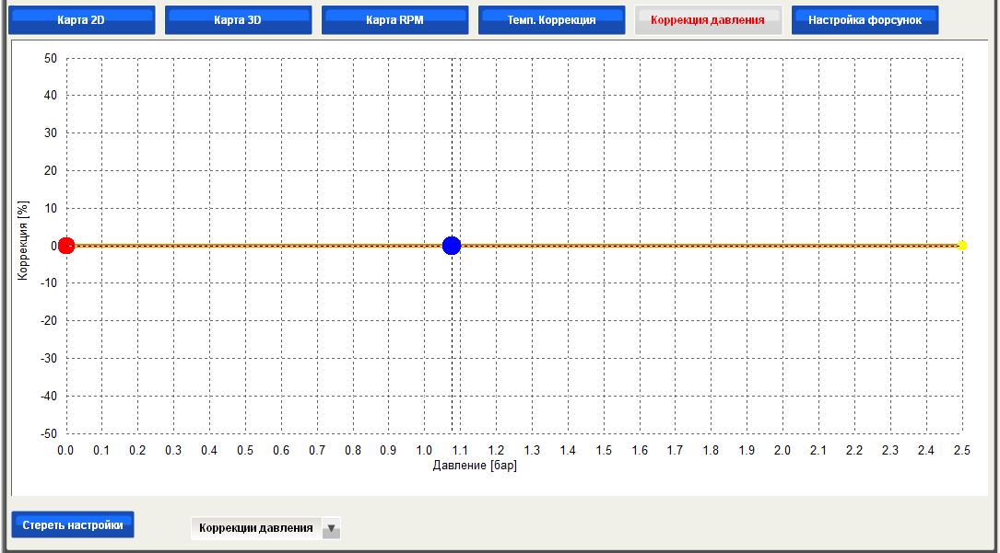 Карта 2D Карта 3D Карта RPM Темп. Коррекция Коррекция давления Настройка форсунок
50
40
30
20
10
0
-10
-20
-30
-40
-50
Коррекция [%]
0.0 0.1 0.2 0.3 0.4 0.5 0.6 0.7 0.8 0.9 1.0 1.1 1.2 1.3 1.4 1.5 1.6 1.7 1.8 1.9 2.0 2.1 2.2 2.3 2.4 2.5
Давление [бар]
Стереть настройки Коррекции давления